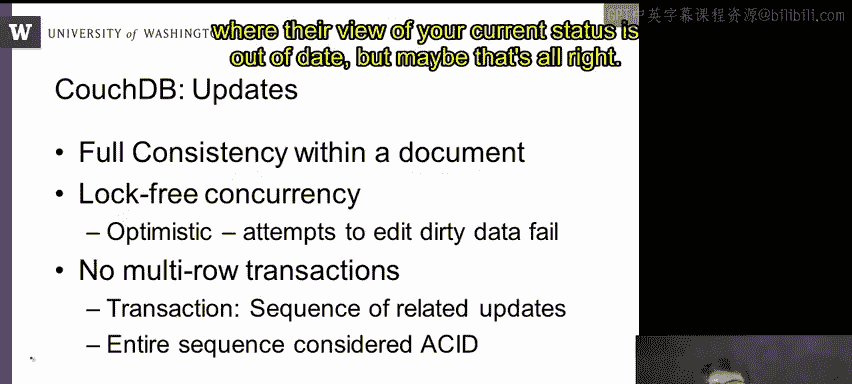 W UNIVERSITY of WASHINGTO
where their view of your current status is
out of date, but maybe that's all right.
中英字幕课程资源@bilibili.com
CouchDB: Updates
• Full Consistency within a document
• Lock-free concurrency
– Optimistic – attempts to edit dirty data fail
• No multi-row transactions
– Transaction: Sequence of related updates
– Entire sequence considered ACID